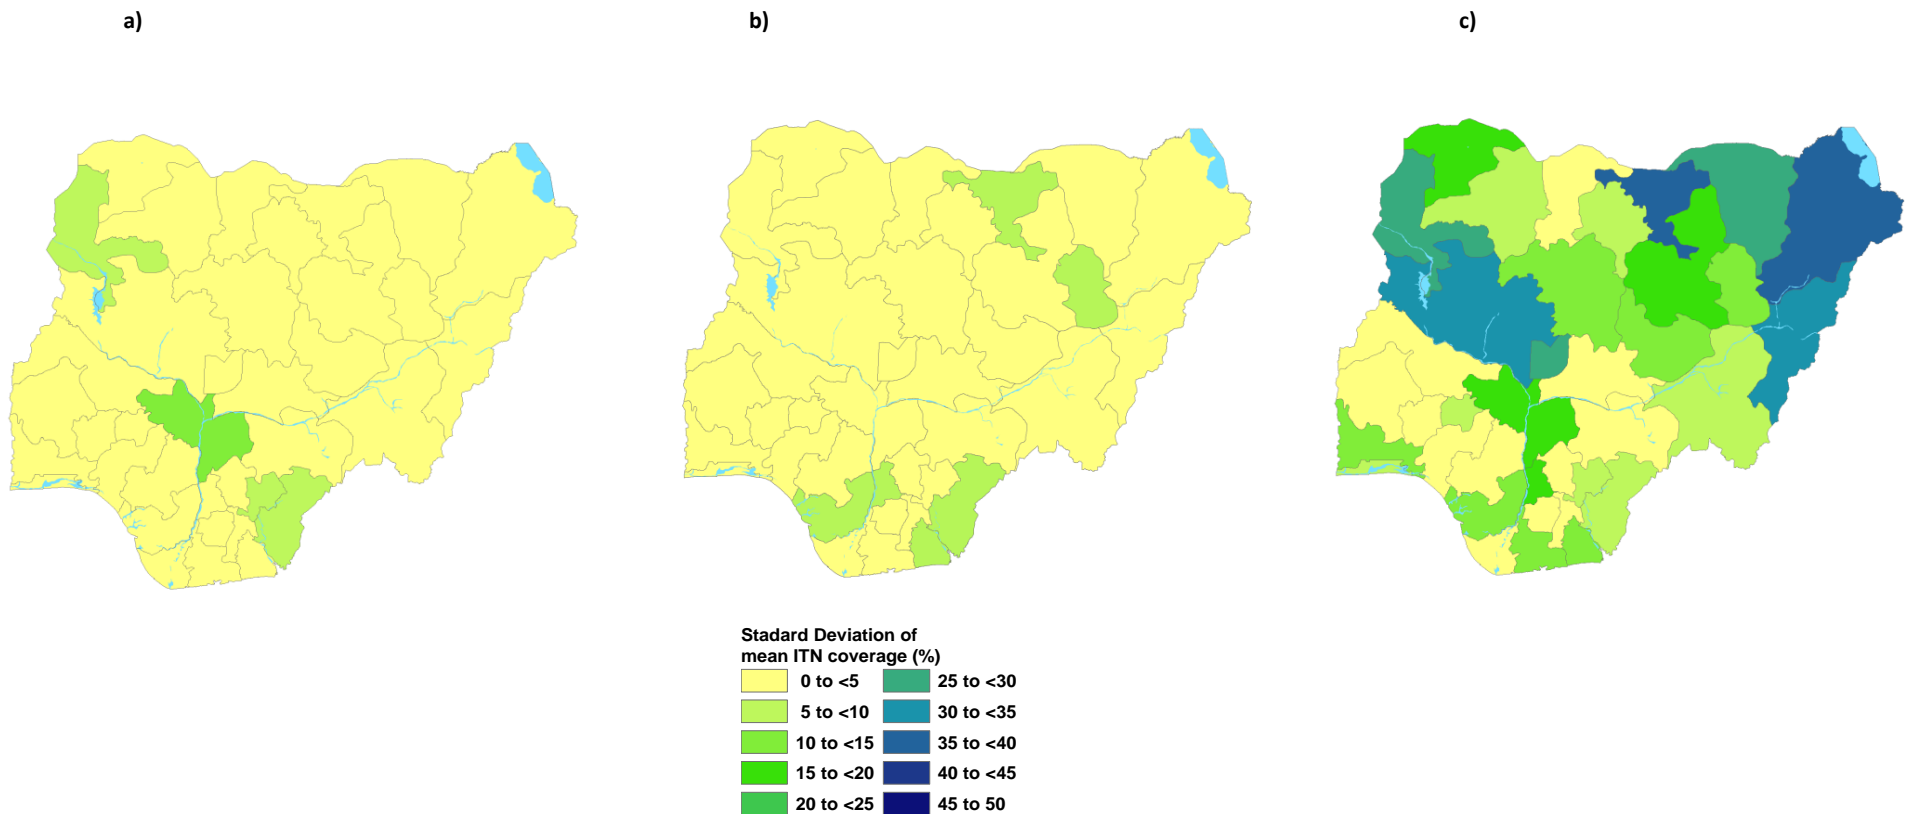 a)
b)
c)
Stadard Deviation of
mean ITN coverage (%)
0 to <5
25 to <30
5 to <10
30 to <35
10 to <15
35 to <40
15 to <20
40 to <45
20 to <25
45 to 50